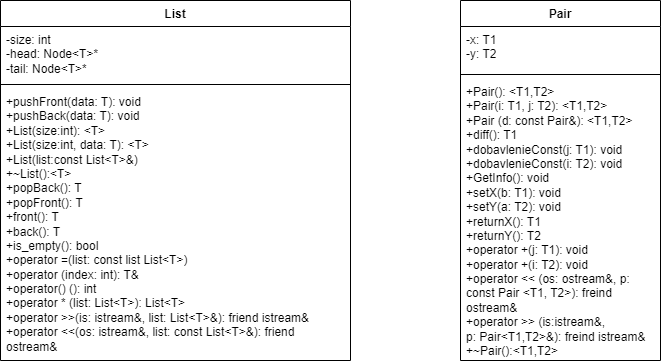 List
-size: int
-head: Node<T>*
-tail: Node<T>*
+pushFront(data: T): void
+pushBack(data: T): void
+List(size:int): <T>
+List(size:int, data: T): <T>
+List(list:const List<T>&)
+~List():<T>
+popBack(): T
+popFront(): T
+front(): T
+back(): T
+is_empty(): bool
+operator =(list: const list List<T>)
+operator (index: int): T&
+operator() (): int
+operator * (list: List<T>): List<T>
+operator >>(is: istream&, list: List<T>&): friend istream&
+operator <<(os: istream&, list: const List<T>&): friend
ostream&
Pair
-x: T1
-y: T2
+Pair(): <T1,T2>
+Pair(i: T1, j: T2): <T1,T2>
+Pair (d: const Pair&): <T1,T2>
+diff(): T1
+dobavlenieConst(j: T1): void
+dobavlenieConst(i: T2): void
+GetInfo(): void
+setX(b: T1): void
+setY(a: T2): void
+returnX(): T1
+returnY(): T2
+operator +(j: T1): void
+operator +(i: T2): void
+operator << (os: ostream&, p:
const Pair <T1, T2>): freind
ostream&
+operator >> (is:istream&,
p: Pair<T1,T2>&): freind istream&
+~Pair():<T1,T2>